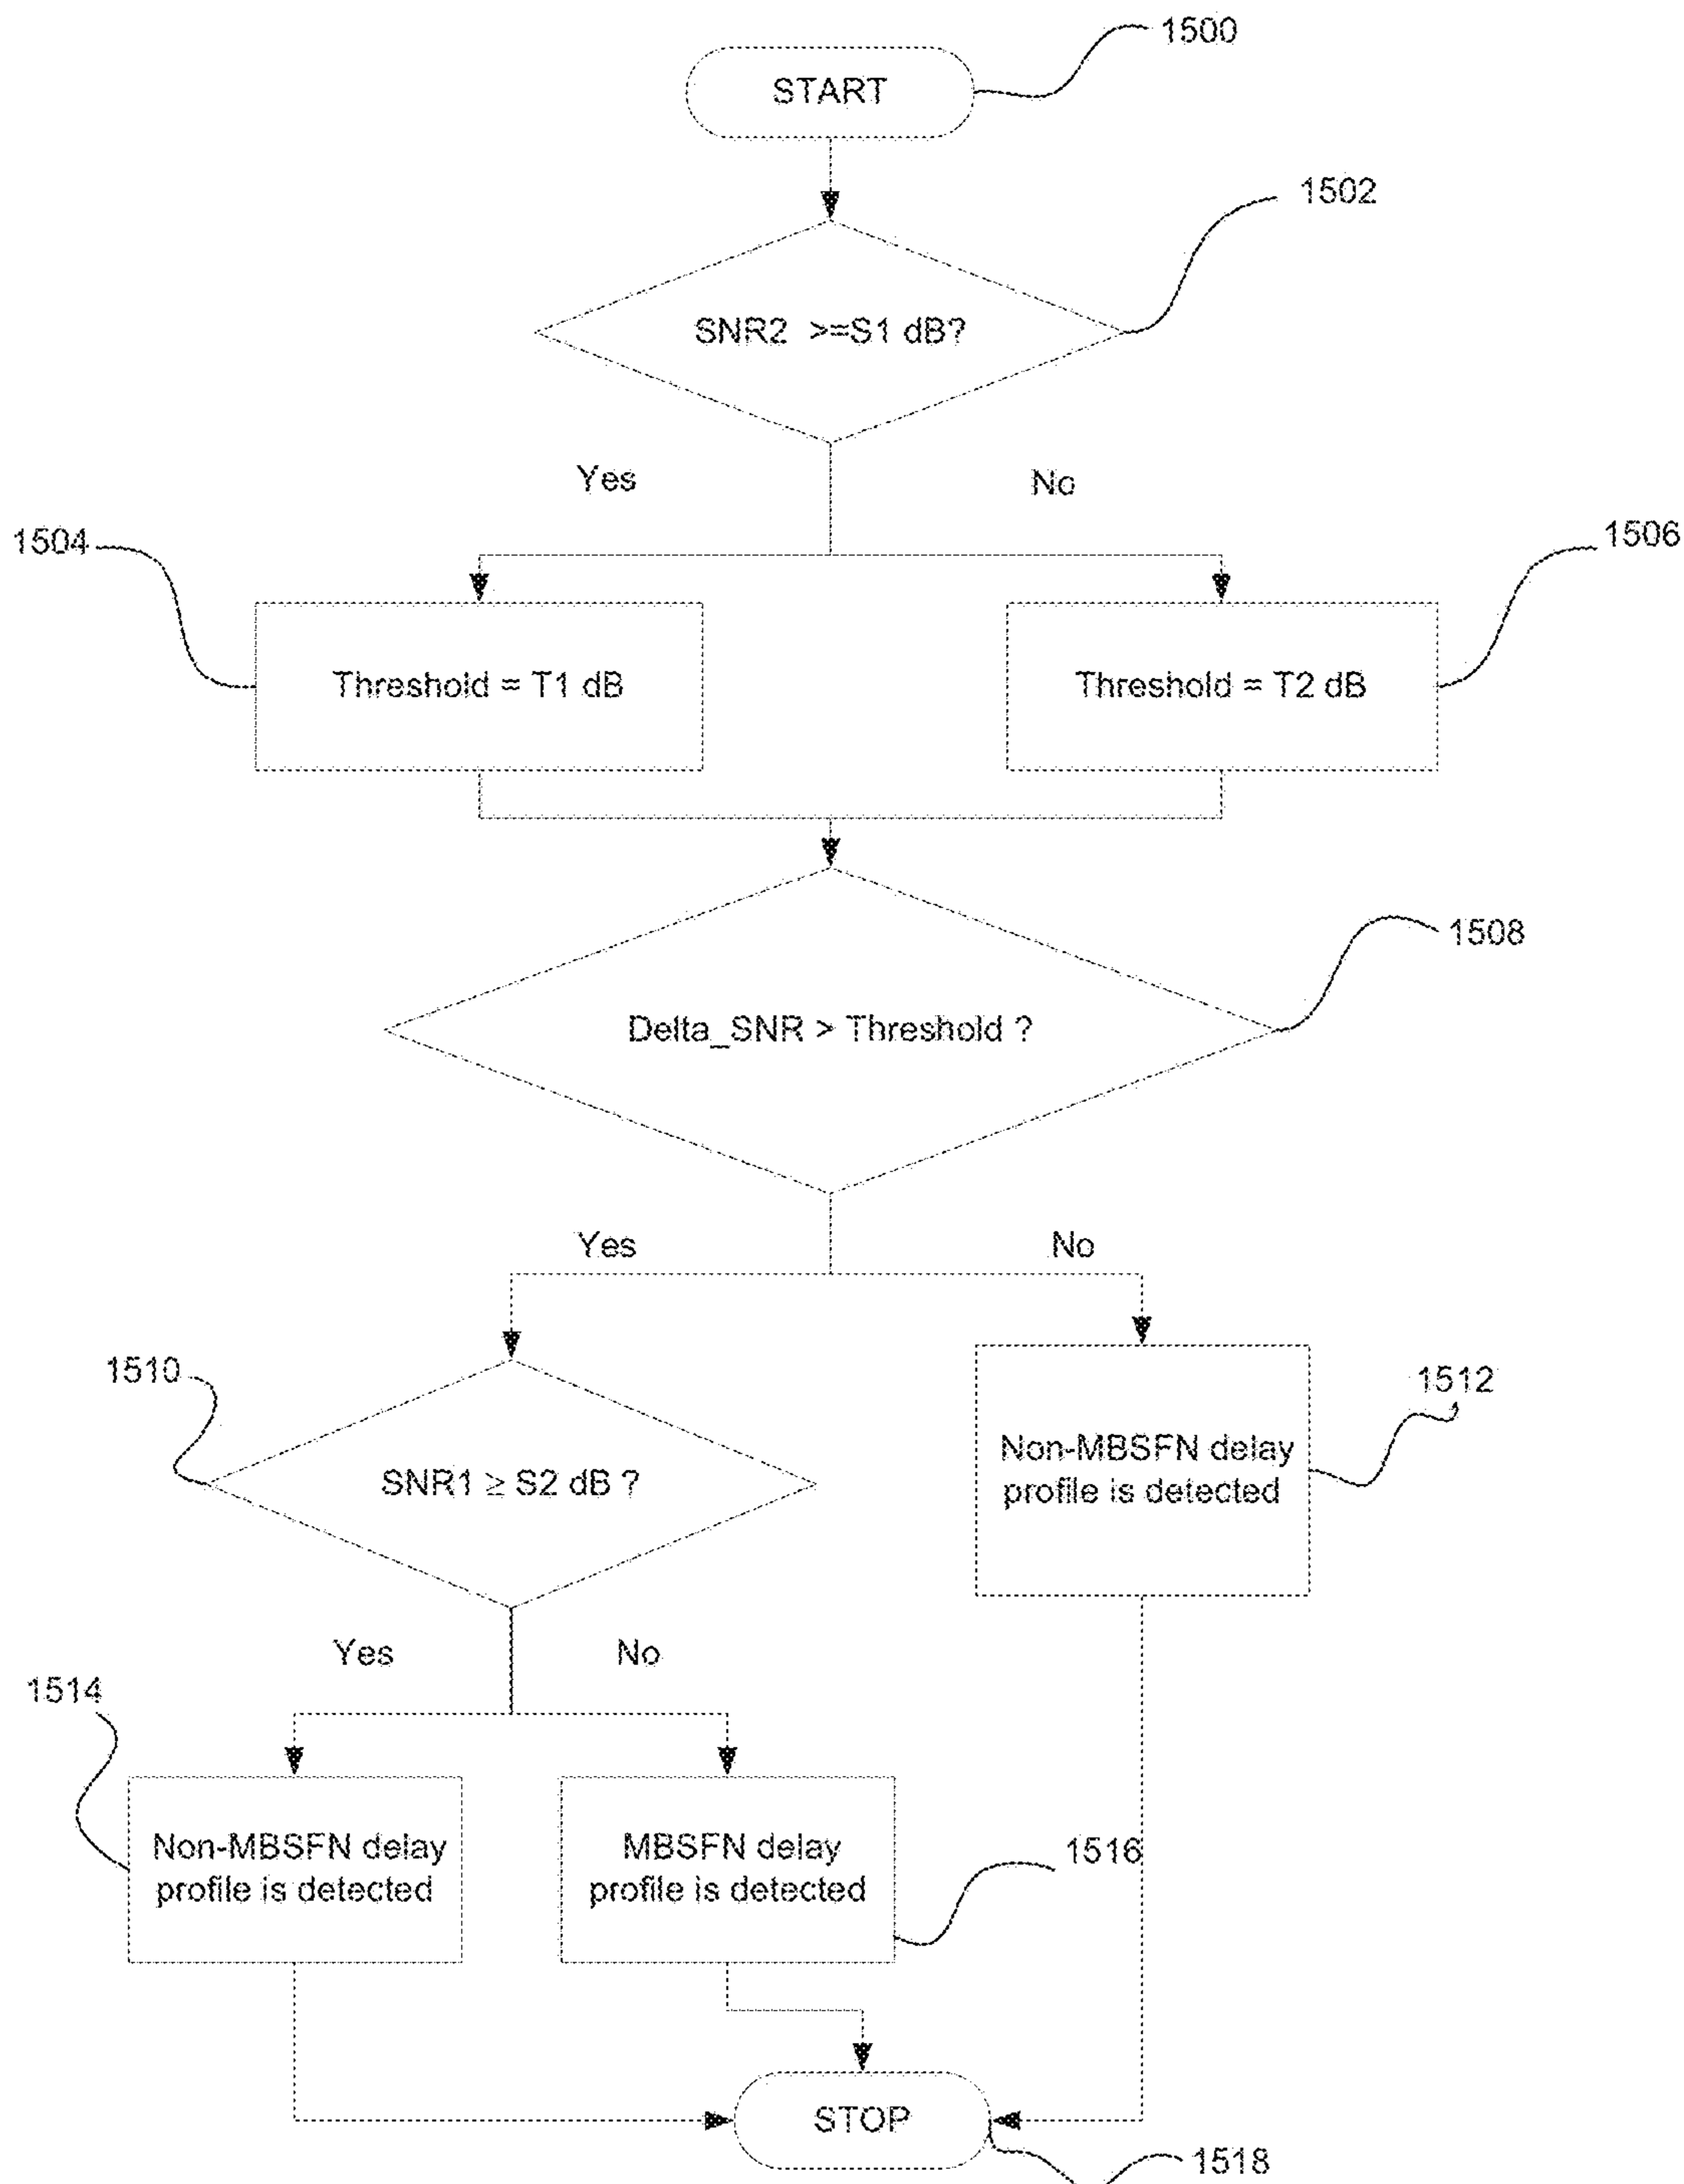 1500
START
1502
SNR2 >=S1 dB?
Yes
No
1504
1506
Threshold = T1 dB
Threshold = T2 dB
1508
Delta_SNR > Threshold ?
Yes
No
1510
1512
SNR1 ≥ S2 dB ?
Non-MBSFN delay
profile is detected
Yes
No
1514
Non-MBSFN delay
profile is detected
MBSFN delay
profile is detected
1516
STOP
1518